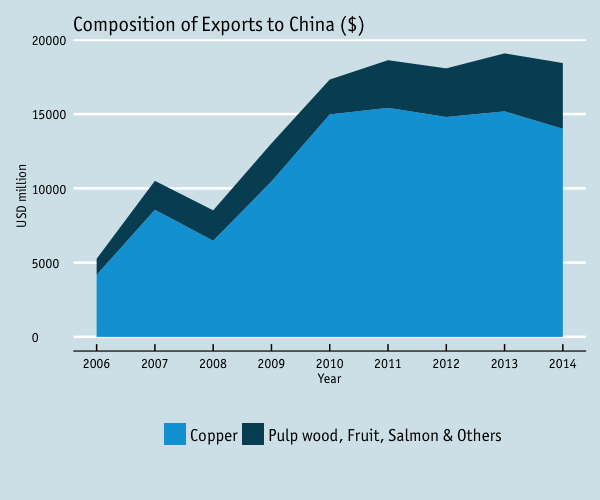 Composition of Exports to China ($)
20000
15000
10000
5000
0
USD million
2006 2007 2008 2009 2010 2011 2012 2013 2014
Year
Copper Pulp wood, Fruit, Salmon & Others